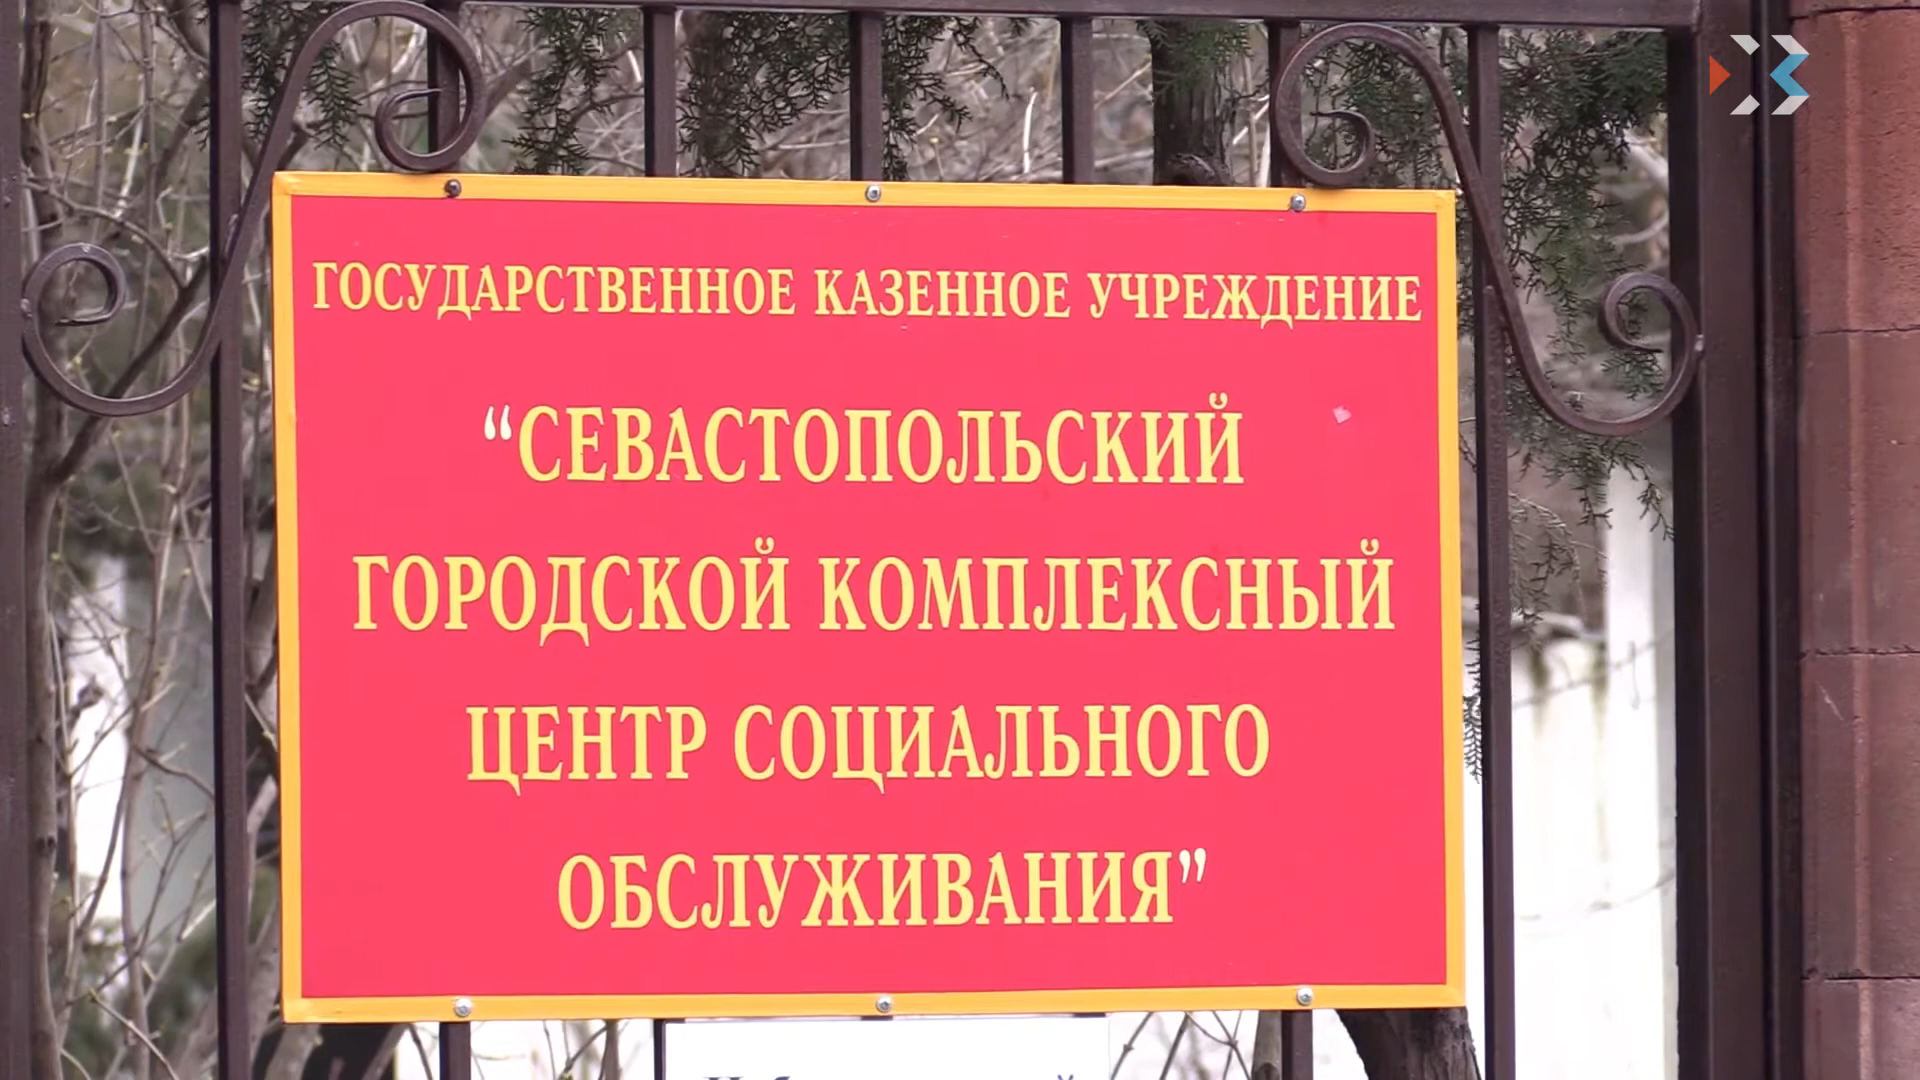 ГОСУДАРСТВЕННОЕ КАЗЕННОЕ УЧРЕЖДЕНИЕ
“СЕВАСТОПОЛЬСКИЙ
ГОРОДСКОЙ КОМПЛЕКСНЫЙ
ЦЕНТР СОЦИАЛЬНОГО
ОБСЛУЖИВАНИЯ”